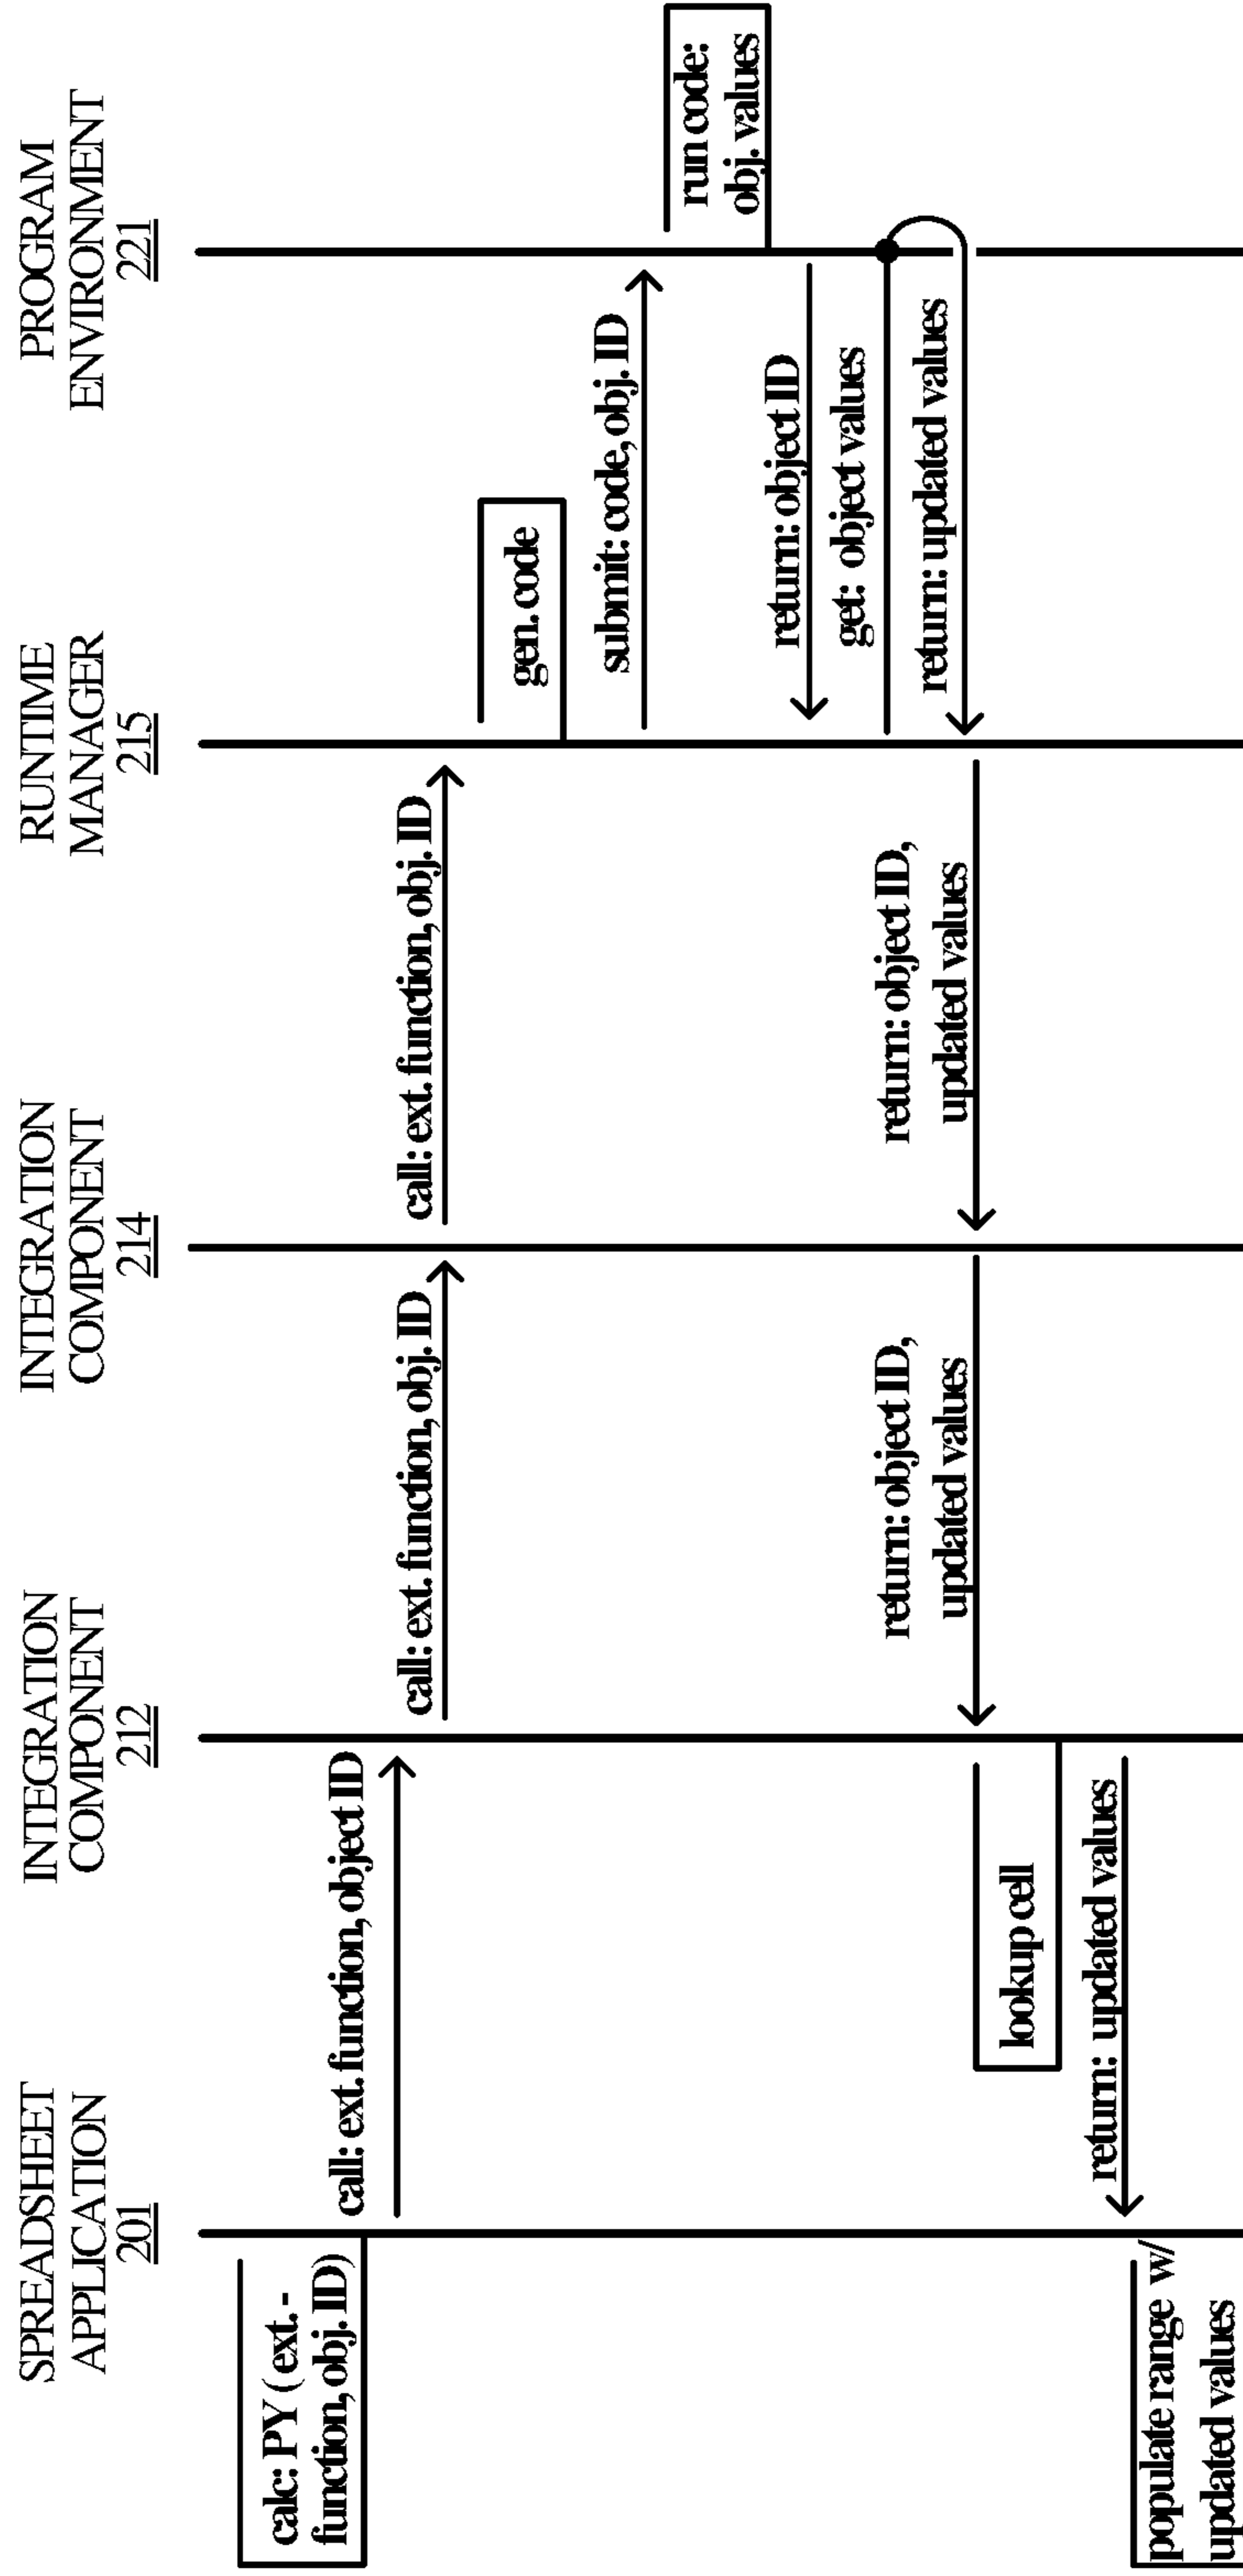 SPREADSHEET
APPLICATION
201
INTEGRATION
COMPONENT
212
INTEGRATION
COMPONENT
214
RUNTIME
MANAGER
215
PROGRAM
ENVIRONMENT
221
calc: PY ( ext. -
function, obj. ID)
call: ext. function, object ID
call: ext. function, obj. ID
call: ext. function, obj. ID
gen. code
submit: code, obj. ID
run code:
obj. values
return: object ID
get: object values
return: updated values
return: object ID,
updated values
return: object ID,
updated values
lookup cell
return: updated values
populate range w/
updated values